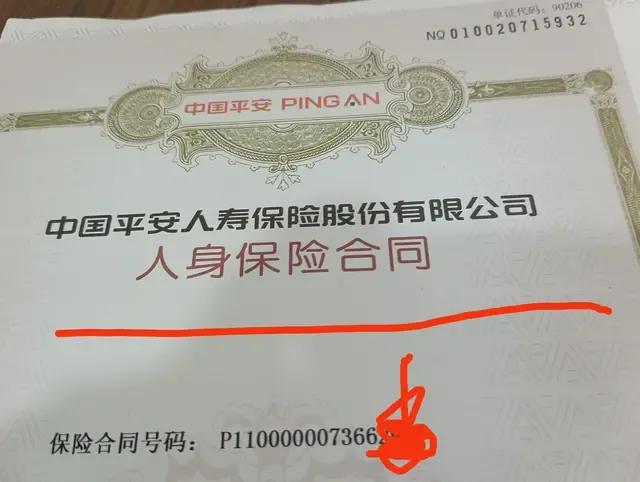 单证代码：90206
NO 010020715932
中国平安 PING AN
中国平安人寿保险股份有限公司
人身保险合同
保险合同号码： P110000007366